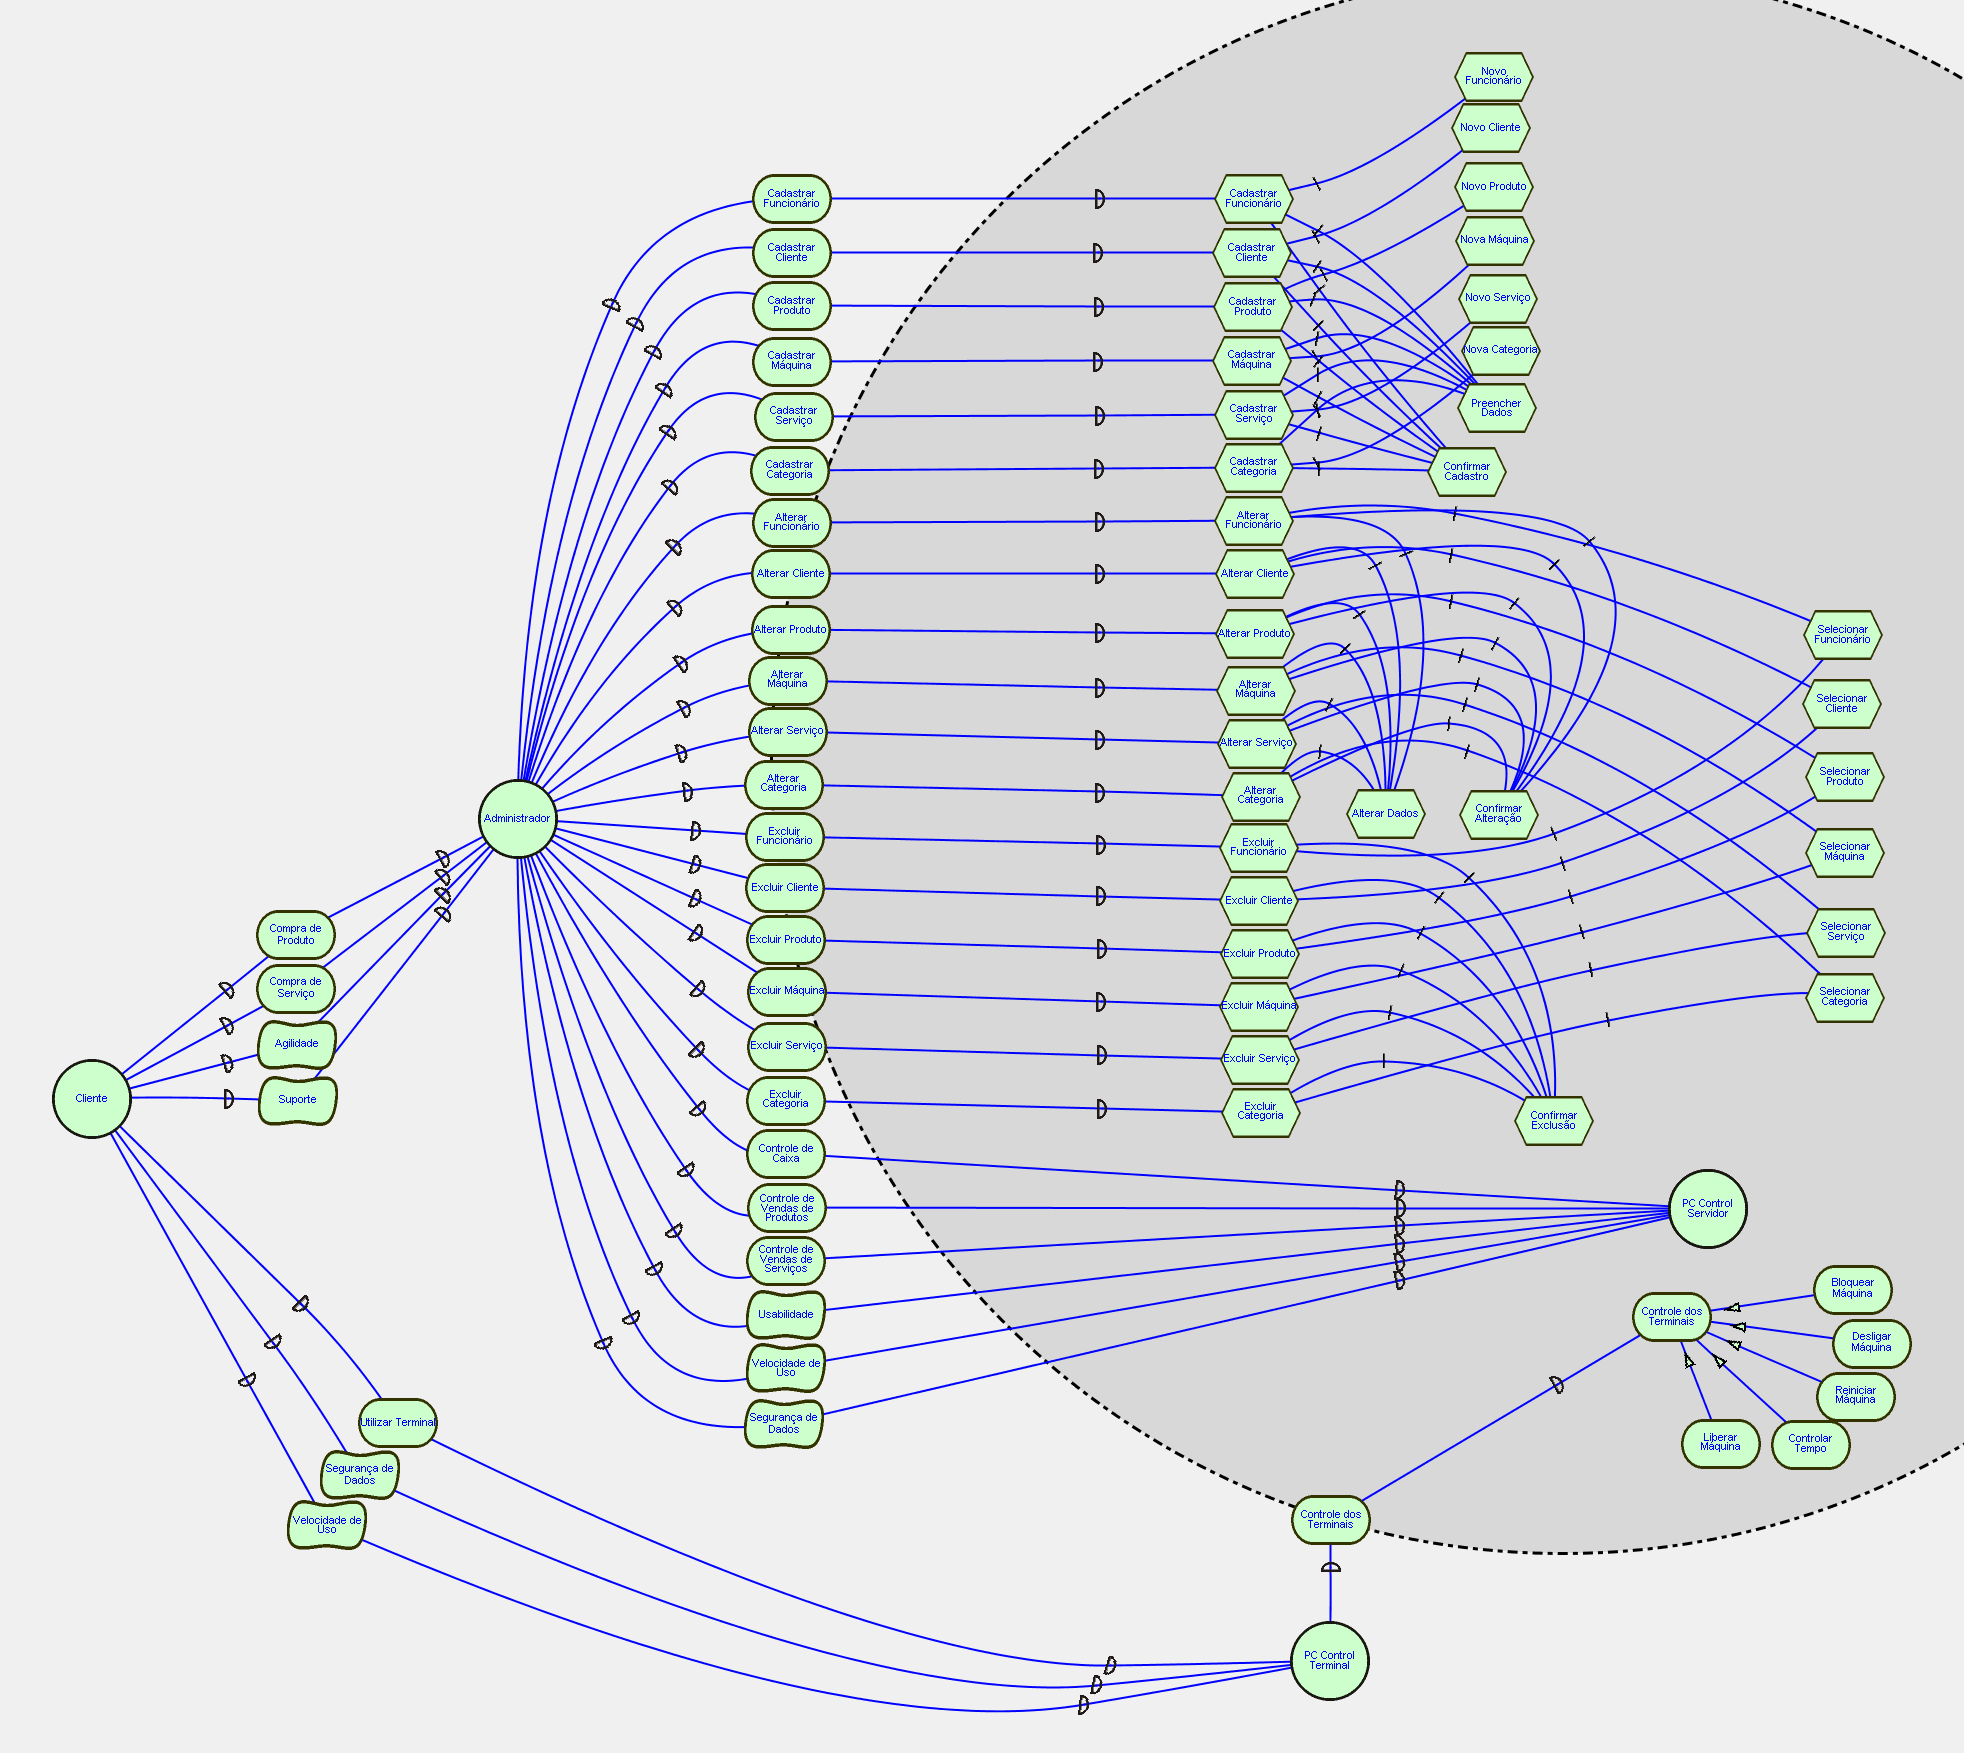 Cliente
Compra de
Produto
Compra de
Serviço
Agilidade
Suporte
Utilizar Terminal
Segurança de
Dados
Velocidade de
Uso
Administrador
Cadastrar
Funcionário
Cadastrar
Cliente
Cadastrar
Produto
Cadastrar
Máquina
Cadastrar
Serviço
Cadastrar
Categoria
Alterar
Funcionário
Alterar Cliente
Alterar Produto
Alterar
Máquina
Alterar Serviço
Alterar
Categoria
Excluir
Funcionário
Excluir Cliente
Excluir Produto
Excluir Máquina
Excluir Serviço
Excluir
Categoria
Controle de
Caixa
Controle de
Vendas de
Produtos
Controle de
Vendas de
Serviços
Usabilidade
Velocidade de
Uso
Segurança de
Dados
Cadastrar
Funcionário
Cadastrar
Cliente
Cadastrar
Produto
Cadastrar
Máquina
Cadastrar
Serviço
Cadastrar
Categoria
Alterar
Funcionário
Alterar Cliente
Alterar Produto
Alterar
Máquina
Alterar Serviço
Alterar
Categoria
Excluir
Funcionário
Excluir Cliente
Excluir Produto
Excluir Máquina
Excluir Serviço
Excluir
Categoria
Novo
Funcionário
Novo Cliente
Novo Produto
Nova Máquina
Novo Serviço
Nova Categoria
Preencher
Dados
Confirmar
Cadastro
Alterar Dados
Confirmar
Alteração
Confirmar
Exclusão
Selecionar
Funcionário
Selecionar
Cliente
Selecionar
Produto
Selecionar
Máquina
Selecionar
Serviço
Selecionar
Categoria
PC Control
Servidor
Controle dos
Terminais
Bloquear
Máquina
Desligar
Máquina
Reiniciar
Máquina
Liberar
Máquina
Controlar
Tempo
Controle dos
Terminais
PC Control
Terminal